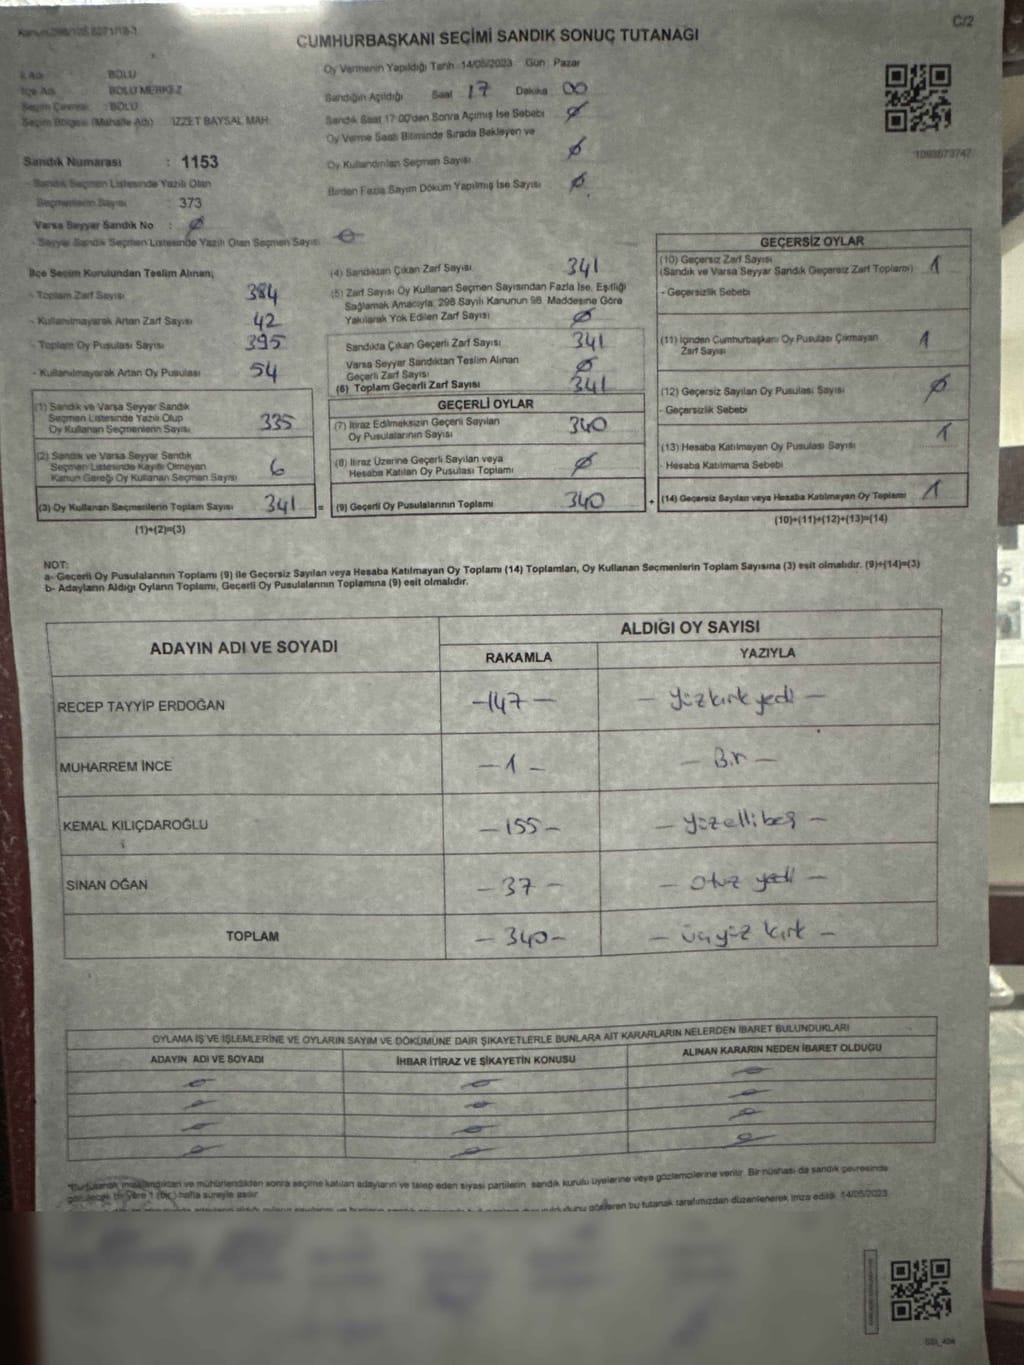 C/2
CUMHURBAŞKANI SEÇİMİ SANDIK SONUÇ TUTANAĞI
İl Adı : BOLU
İlçe Adı : BOLU MERKEZ
Seçim Çevresi : BOLU
Seçim Bölgesi (Mahalle Adı) : İZZET BAYSAL MAH.
Sandık Numarası : 1153
- Sandık Seçmen Listesinde Yazılı Olan
Seçmenlerin Sayısı : 373
Varsa Seyyar Sandık No : Ø
- Seyyar Sandık Seçmen Listesinde Yazılı Olan Seçmen Sayısı Ø
Oy Vermenin Yapıldığı Tarih :14/05/2023 Gün : Pazar
Sandığın Açıldığı Saat 17 Dakika 00
Sandık Saat 17:00'den Sonra Açılmış İse Sebebi Ø
Oy Verme Saati Bitiminde Sırada Bekleyen ve
Oy Kullandırılan Seçmen Sayısı Ø
Birden Fazla Sayım Döküm Yapılmış İse Sayısı Ø
1093573747
İlçe Seçim Kurulundan Teslim Alınan;
- Toplam Zarf Sayısı 384
- Kullanılmayarak Artan Zarf Sayısı 42
- Toplam Oy Pusulası Sayısı 395
- Kullanılmayarak Artan Oy Pusulası 54
(1) Sandık ve Varsa Seyyar Sandık
Seçmen Listesinde Yazılı Olup
Oy Kullanan Seçmenlerin Sayısı 335
(2) Sandık ve Varsa Seyyar Sandık
Seçmen Listesinde Kayıtlı Olmayan
Kanun Gereği Oy Kullanan Seçmen Sayısı 6
(3) Oy Kullanan Seçmenlerin Toplam Sayısı 341 =
(1)+(2)=(3)
(4) Sandıktan Çıkan Zarf Sayısı 341
(5) Zarf Sayısı Oy Kullanan Seçmen Sayısından Fazla İse, Eşitliği
Sağlamak Amacıyla, 298 Sayılı Kanunun 98. Maddesine Göre
Yakılarak Yok Edilen Zarf Sayısı Ø
Sandıkta Çıkan Geçerli Zarf Sayısı 341
Varsa Seyyar Sandıktan Teslim Alınan
Geçerli Zarf Sayısı Ø
(6) Toplam Geçerli Zarf Sayısı 341
GEÇERLİ OYLAR
(7) İtiraz Edilmeksizin Geçerli Sayılan
Oy Pusulalarının Sayısı 340
(8) İtiraz Üzerine Geçerli Sayılan veya
Hesaba Katılan Oy Pusulası Toplamı Ø
(9) Geçerli Oy Pusulalarının Toplamı 340 +
GEÇERSİZ OYLAR
(10) Geçersiz Zarf Sayısı
(Sandık ve Varsa Seyyar Sandık Geçersiz Zarf Toplamı) 1
- Geçersizlik Sebebi
(11) İçinden Cumhurbaşkanı Oy Pusulası Çıkmayan
Zarf Sayısı 1
(12) Geçersiz Sayılan Oy Pusulası Sayısı Ø
- Geçersizlik Sebebi
(13) Hesaba Katılmayan Oy Pusulası Sayısı 1
- Hesaba Katılmama Sebebi
(14) Geçersiz Sayılan veya Hesaba Katılmayan Oy Toplamı 1
(10)+(11)+(12)+(13)=(14)
NOT:
a- Geçerli Oy Pusulalarının Toplamı (9) ile Geçersiz Sayılan veya Hesaba Katılmayan Oy Toplamı (14) Toplamları, Oy Kullanan Seçmenlerin Toplam Sayısına (3) eşit olmalıdır. (9)+(14)=(3)
b- Adayların Aldığı Oyların Toplamı, Geçerli Oy Pusulalarının Toplamına (9) eşit olmalıdır.
ADAYIN ADI VE SOYADI
ALDIĞI OY SAYISI
RAKAMLA YAZIYLA
RECEP TAYYİP ERDOĞAN -147- - Yüzkırk yedi -
MUHARREM İNCE -1- - Bir -
KEMAL KILIÇDAROĞLU -155- - Yüzelli beş -
SİNAN OĞAN -37- - Otuz yedi -
TOPLAM -340- - Üçyüz kırk -
OYLAMA İŞ VE İŞLEMLERİNE VE OYLARIN SAYIM VE DÖKÜMÜNE DAİR ŞİKAYETLERLE BUNLARA AİT KARARLARIN NELERDEN İBARET BULUNDUKLARI
ADAYIN ADI VE SOYADI İHBAR İTİRAZ VE ŞİKAYETİN KONUSU ALINAN KARARIN NEDEN İBARET OLDUĞU
mühürlendikten sonra seçime katılan adayların ve talep eden siyasi partilerin, sandık kurulu üyelerine veya gözlemcilerine verilir. Bir nüshası da sandık çevresinde
görülecek bir yere 1 (bir) hafta süreyle asılır.
gösteren bu tutanak tarafımızdan düzenlenerek imza edildi. 14/05/2023